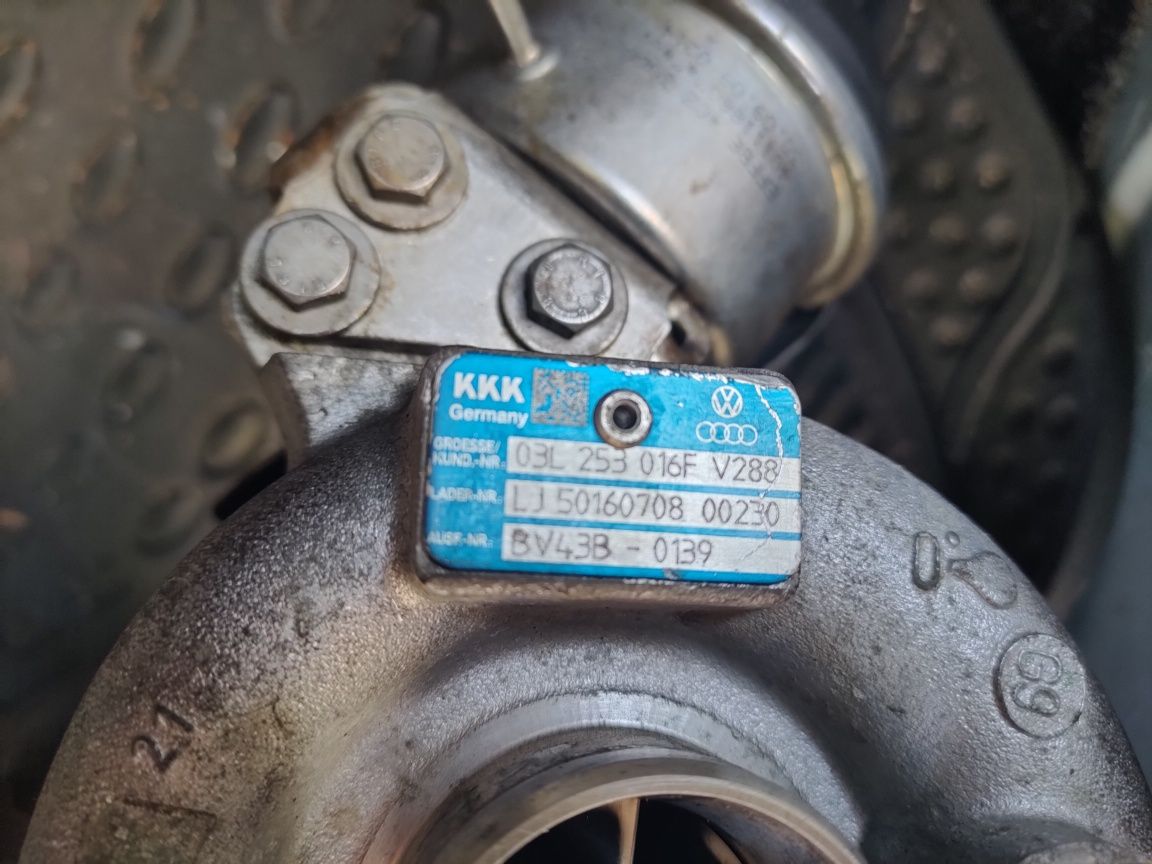 KKK
Germany
GROESSE/
KUND.-NR.: 03L 253 016F V288
LADER-NR.: LJ 50160708 00230
AUSF.-NR.: BV43B - 0139
21
G9